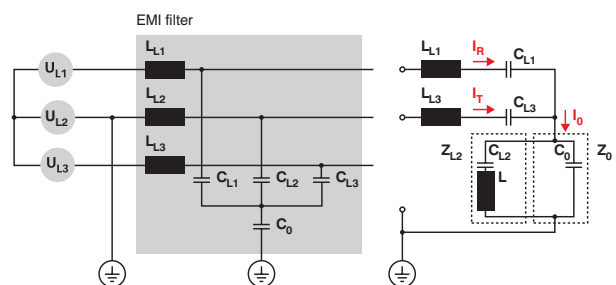 EMI filter
U_L1
L_L1
U_L2
L_L2
U_L3
L_L3
C_L1
C_L2
C_L3
C_0
L_L1
I_R
C_L1
L_L3
I_T
C_L3
I_0
Z_L2
C_L2
L
C_0
Z_0